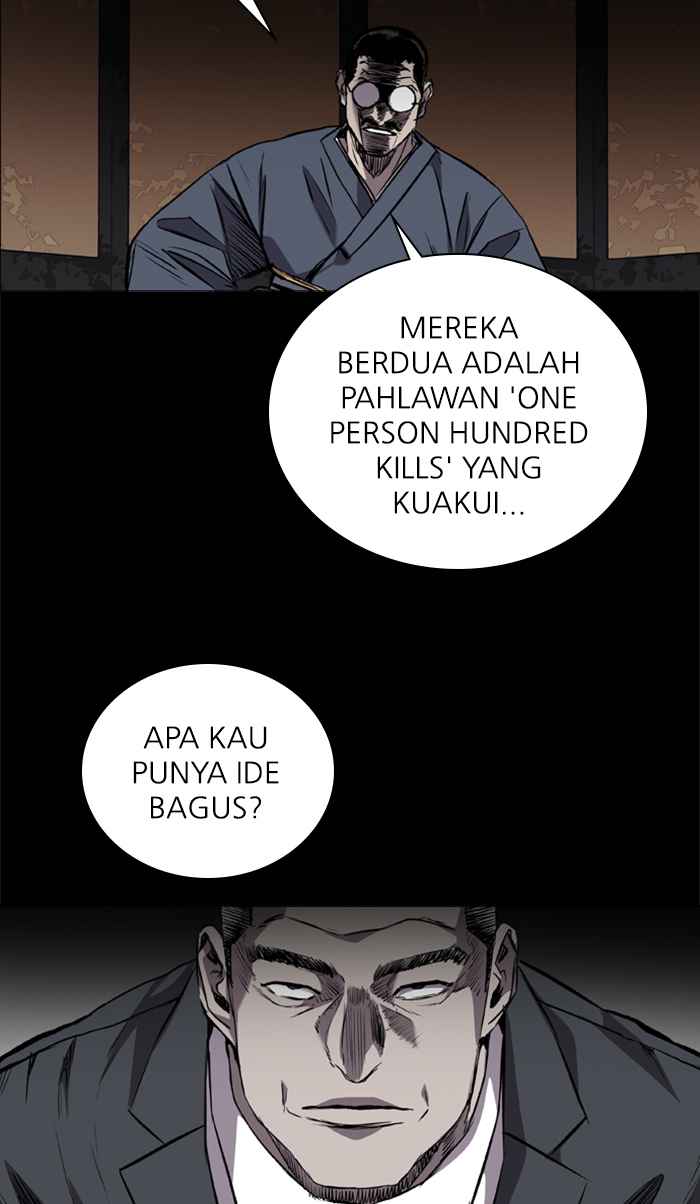 MEREKA
BERDUA ADALAH
PAHLAWAN 'ONE
PERSON HUNDRED
KILLS' YANG
KUAKUI...
APA KAU
PUNYA IDE
BAGUS?